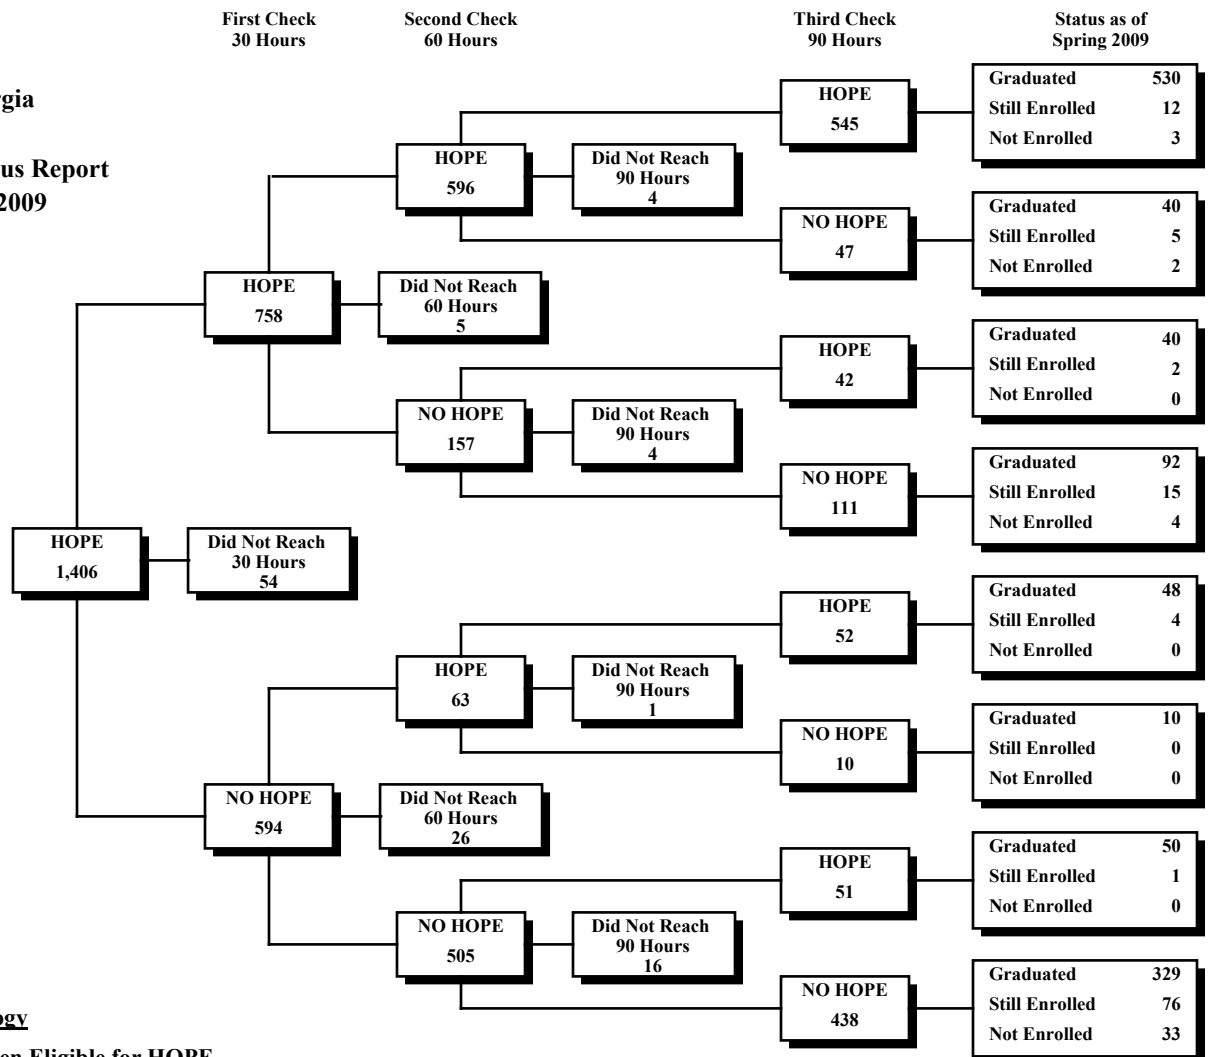 First Check
30 Hours
Second Check
60 Hours
Third Check
90 Hours
Status as of
Spring 2009
rgia
us Report
2009
HOPE
1,406
Did Not Reach
30 Hours
54
HOPE
758
Did Not Reach
60 Hours
5
NO HOPE
594
Did Not Reach
60 Hours
26
HOPE
596
Did Not Reach
90 Hours
4
NO HOPE
157
Did Not Reach
90 Hours
4
HOPE
63
Did Not Reach
90 Hours
1
NO HOPE
505
Did Not Reach
90 Hours
16
HOPE
545
Graduated 530
Still Enrolled 12
Not Enrolled 3
NO HOPE
47
Graduated 40
Still Enrolled 5
Not Enrolled 2
HOPE
42
Graduated 40
Still Enrolled 2
Not Enrolled 0
NO HOPE
111
Graduated 92
Still Enrolled 15
Not Enrolled 4
HOPE
52
Graduated 48
Still Enrolled 4
Not Enrolled 0
NO HOPE
10
Graduated 10
Still Enrolled 0
Not Enrolled 0
HOPE
51
Graduated 50
Still Enrolled 1
Not Enrolled 0
NO HOPE
438
Graduated 329
Still Enrolled 76
Not Enrolled 33
ogy
en Eligible for HOPE